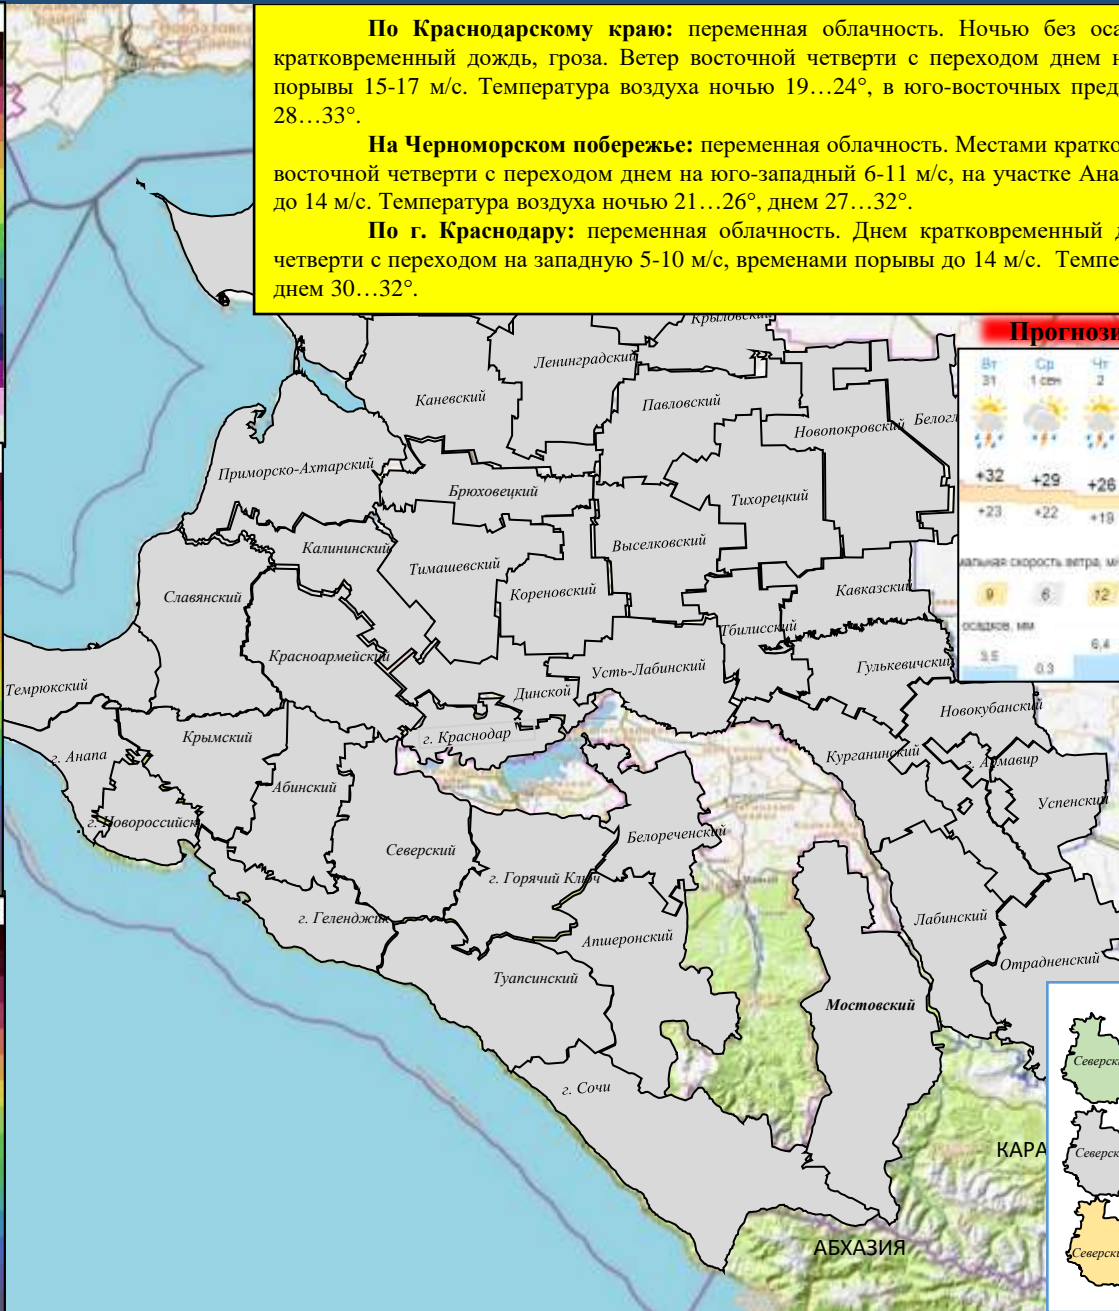 По Краснодарскому краю: переменная облачность. Ночью без
кратковременный дождь, гроза. Ветер восточной четверти с переходом днем
порывы 15-17 м/с. Температура воздуха ночью 19…24°, в юго-восточных
28…33°.
На Черноморском побережье: переменная облачность. Местами
восточной четверти с переходом днем на юго-западный 6-11 м/с, на участке
до 14 м/с. Температура воздуха ночью 21…26°, днем 27…32°.
По г. Краснодару: переменная облачность. Днем кратковременный
четверти с переходом на западную 5-10 м/с, временами порывы до 14 м/с.
днем 30…32°.
Крыловский
Прогнози
Вт Ср Чт
31 1 сен 2
+32 +29 +26
+23 +22 +19
скорость ветра, м
9 6 12
осадков, мм
3,5 0,3 6,4
Ленинградский
Каневский
Павловский
Новопокровский
Белогл
Приморско-Ахтарский
Брюховецкий
Тихорецкий
Калининский
Тимашевский
Выселковский
Славянский
Кореновский
Кавказский
Тбилисский
Красноармейский
Усть-Лабинский
Гулькевичский
Темрюкский
Динской
Новокубанский
г. Краснодар
Крымский
г. Анапа
Курганинский
г. Армавир
Абинский
Успенский
г. Новороссийск
Белореченский
Северский
г. Горячий Ключ
г. Геленджик
Лабинский
Апшеронский
Отрадненский
Туапсинский
Мостовский
г. Сочи
Северск
КАРА
Северск
АБХАЗИЯ
Северск